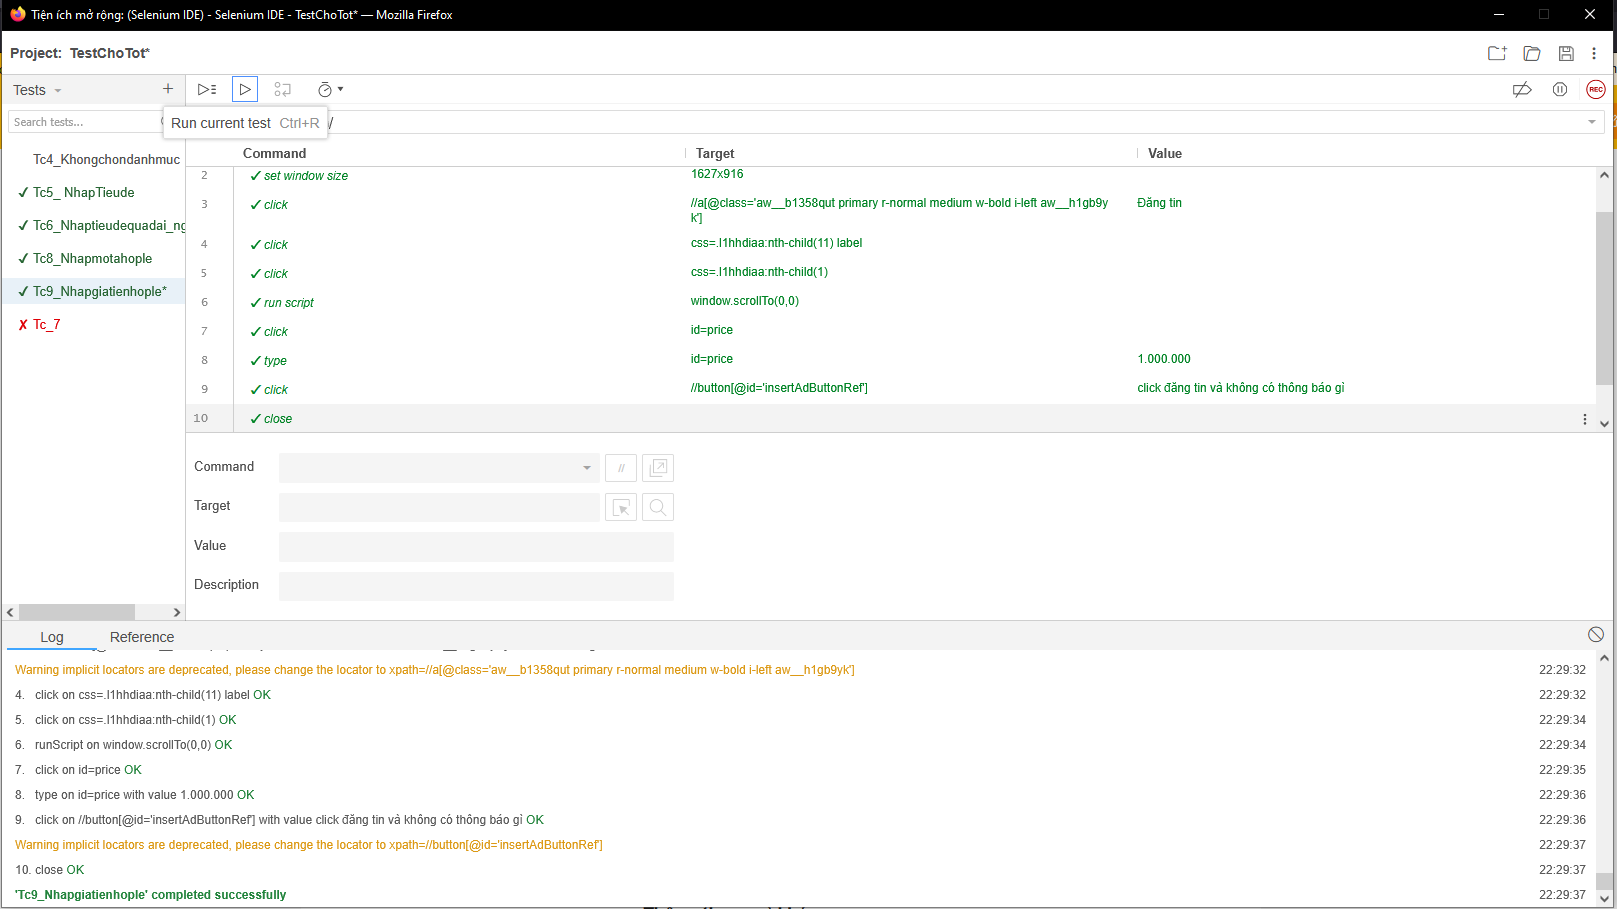 Tiện ích mở rộng: (Selenium IDE) - Selenium IDE - TestChoTot* — Mozilla Firefox
Project: TestChoTot*
Tests
Search tests...
Run current test Ctrl+R
/
Command Target Value
Tc4_Khongchondanhmuc
Tc5_ NhapTieude
Tc6_Nhaptieudequadai_ng
Tc8_Nhapmotahople
Tc9_Nhapgiatienhople*
Tc_7
REC
2 set window size 1627x916
3 click //a[@class='aw__b1358qut primary r-normal medium w-bold i-left aw__h1gb9y Đăng tin
k']
4 click css=.l1hhdiaa:nth-child(11) label
5 click css=.l1hhdiaa:nth-child(1)
6 run script window.scrollTo(0,0)
7 click id=price
8 type id=price 1.000.000
9 click //button[@id='insertAdButtonRef'] click đăng tin và không có thông báo gì
10 close
Command //
Target
Value
Description
Log Reference
Warning implicit locators are deprecated, please change the locator to xpath=//a[@class='aw__b1358qut primary r-normal medium w-bold i-left aw__h1gb9yk'] 22:29:32
4. click on css=.l1hhdiaa:nth-child(11) label OK 22:29:32
5. click on css=.l1hhdiaa:nth-child(1) OK 22:29:34
6. runScript on window.scrollTo(0,0) OK 22:29:34
7. click on id=price OK 22:29:35
8. type on id=price with value 1.000.000 OK 22:29:36
9. click on //button[@id='insertAdButtonRef'] with value click đăng tin và không có thông báo gì OK 22:29:36
Warning implicit locators are deprecated, please change the locator to xpath=//button[@id='insertAdButtonRef'] 22:29:37
10. close OK 22:29:37
'Tc9_Nhapgiatienhople' completed successfully 22:29:37